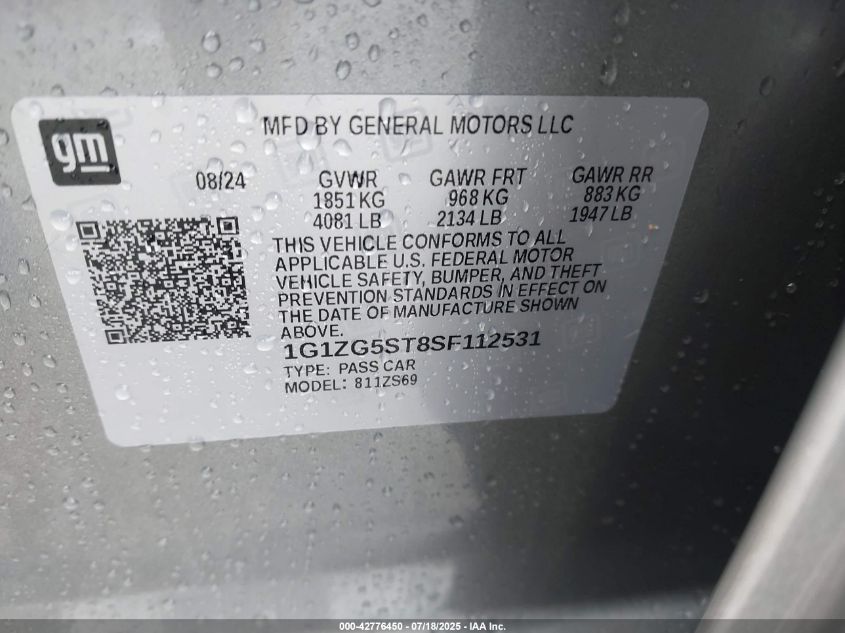 gm
MFD BY GENERAL MOTORS LLC
08/24 GVWR GAWR FRT GAWR RR
1851 KG 968 KG 883 KG
4081 LB 2134 LB 1947 LB
THIS VEHICLE CONFORMS TO ALL
APPLICABLE U.S. FEDERAL MOTOR
VEHICLE SAFETY, BUMPER, AND THEFT
PREVENTION STANDARDS IN EFFECT ON
THE DATE OF MANUFACTURE SHOWN
ABOVE.
1G1ZG5ST8SF112531
TYPE: PASS CAR
MODEL: 811ZS69
000-42776450 - 07/18/2025 - IAA Inc.